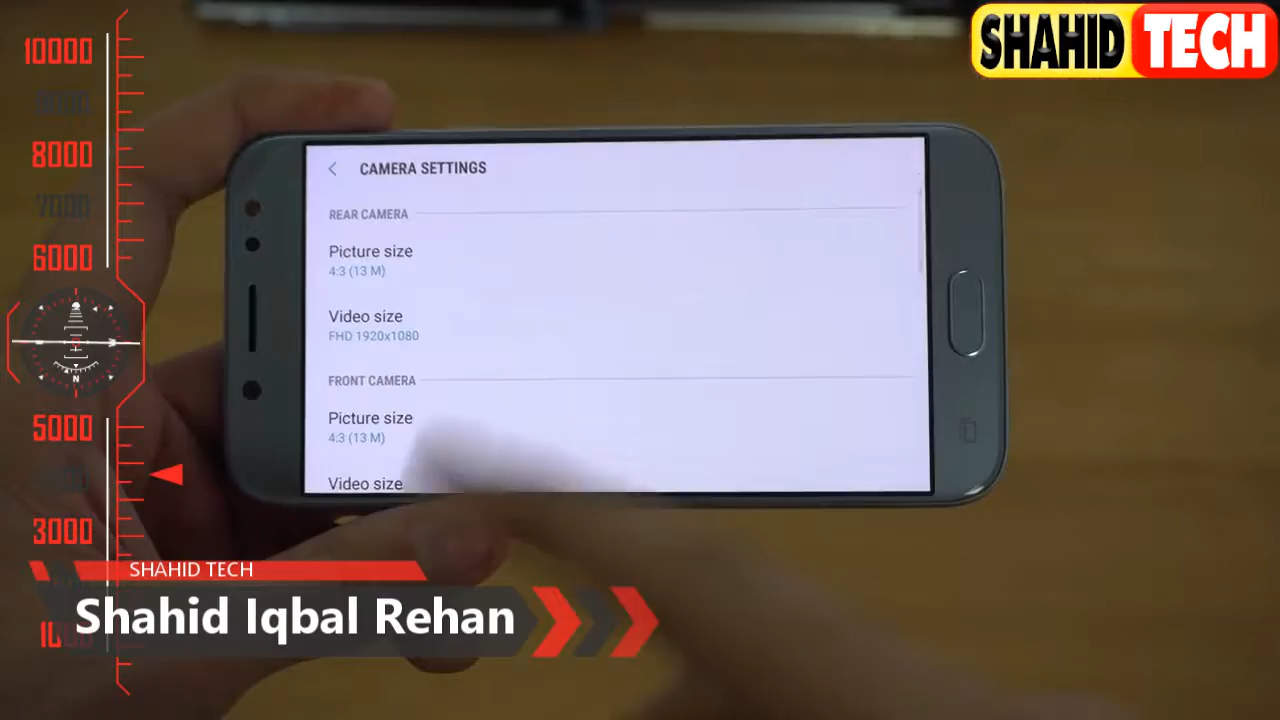 SHAHID TECH
10000
8000
6000
5000
3000
N
CAMERA SETTINGS
REAR CAMERA
Picture size
4:3 (13 M)
Video size
FHD 1920x1080
FRONT CAMERA
Picture size
4:3 (13 M)
Video size
SHAHID TECH
Shahid Iqbal Rehan